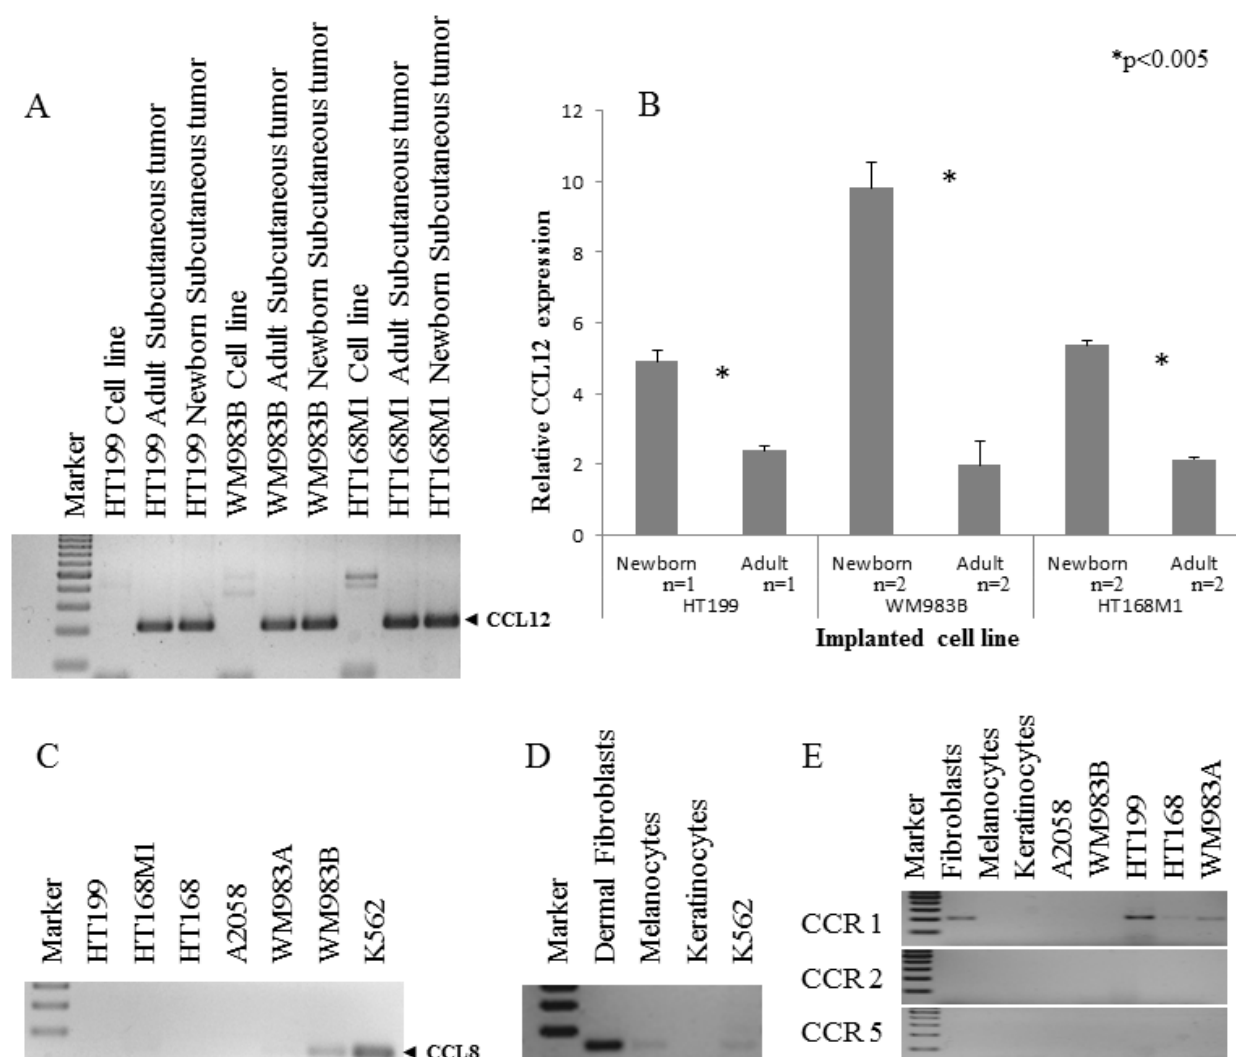 *p<0.005
A
Marker
HT199 Cell line
HT199 Adult Subcutaneous tumor
HT199 Newborn Subcutaneous tumor
WM983B Cell line
WM983B Adult Subcutaneous tumor
WM983B Newborn Subcutaneous tumor
HT168M1 Cell line
HT168M1 Adult Subcutaneous tumor
HT168M1 Newborn Subcutaneous tumor
◄ CCL12
B
Relative CCL12 expression
12
10
8
6
4
2
0
*
*
*
Newborn Adult Newborn Adult Newborn Adult
n=1 n=1 n=2 n=2 n=2 n=2
HT199 WM983B HT168M1
Implanted cell line
C
Marker
HT199
HT168M1
HT168
A2058
WM983A
WM983B
K562
◄ CCL8
D
Marker
Dermal Fibroblasts
Melanocytes
Keratinocytes
K562
E
Marker
Fibroblasts
Melanocytes
Keratinocytes
A2058
WM983B
HT199
HT168
WM983A
CCR 1
CCR 2
CCR 5